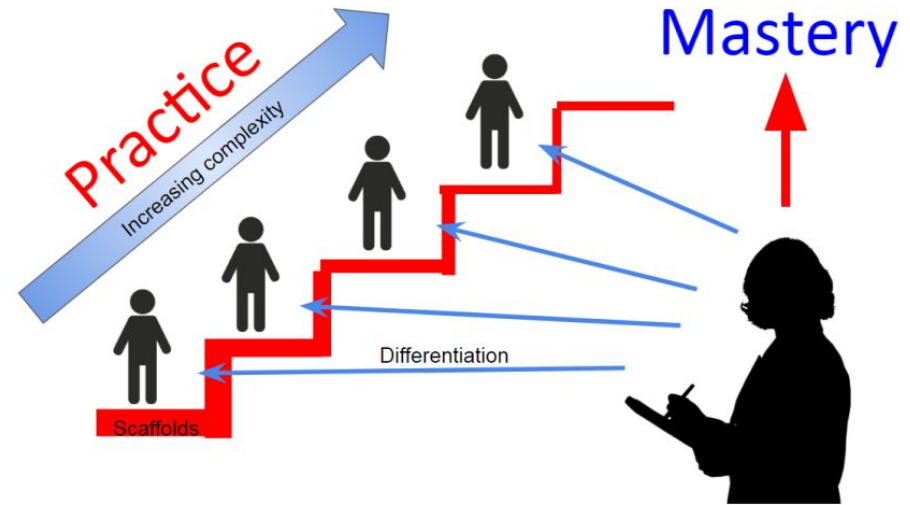 Practice
Increasing complexity
Mastery
Differentiation
Scaffolds